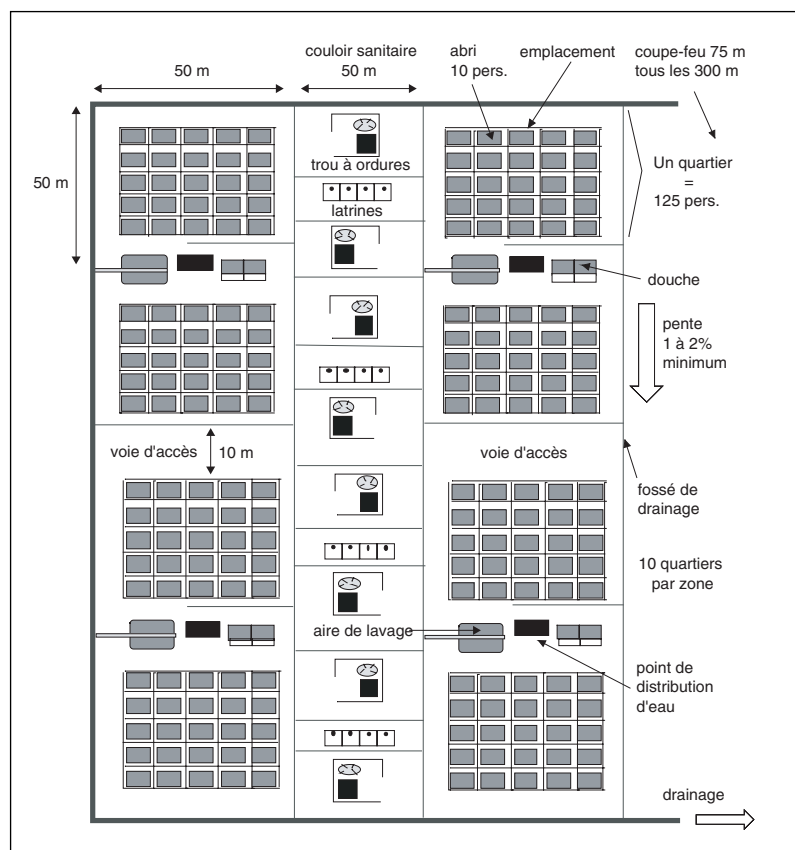 couloir sanitaire
50 m
50 m
abri
10 pers.
emplacement
coupe-feu 75 m
tous les 300 m
50 m
trou à ordures
latrines
Un quartier
=
125 pers.
douche
pente
1 à 2%
minimum
voie d'accès
10 m
voie d'accès
fossé de
drainage
10 quartiers
par zone
aire de lavage
point de
distribution
d'eau
drainage